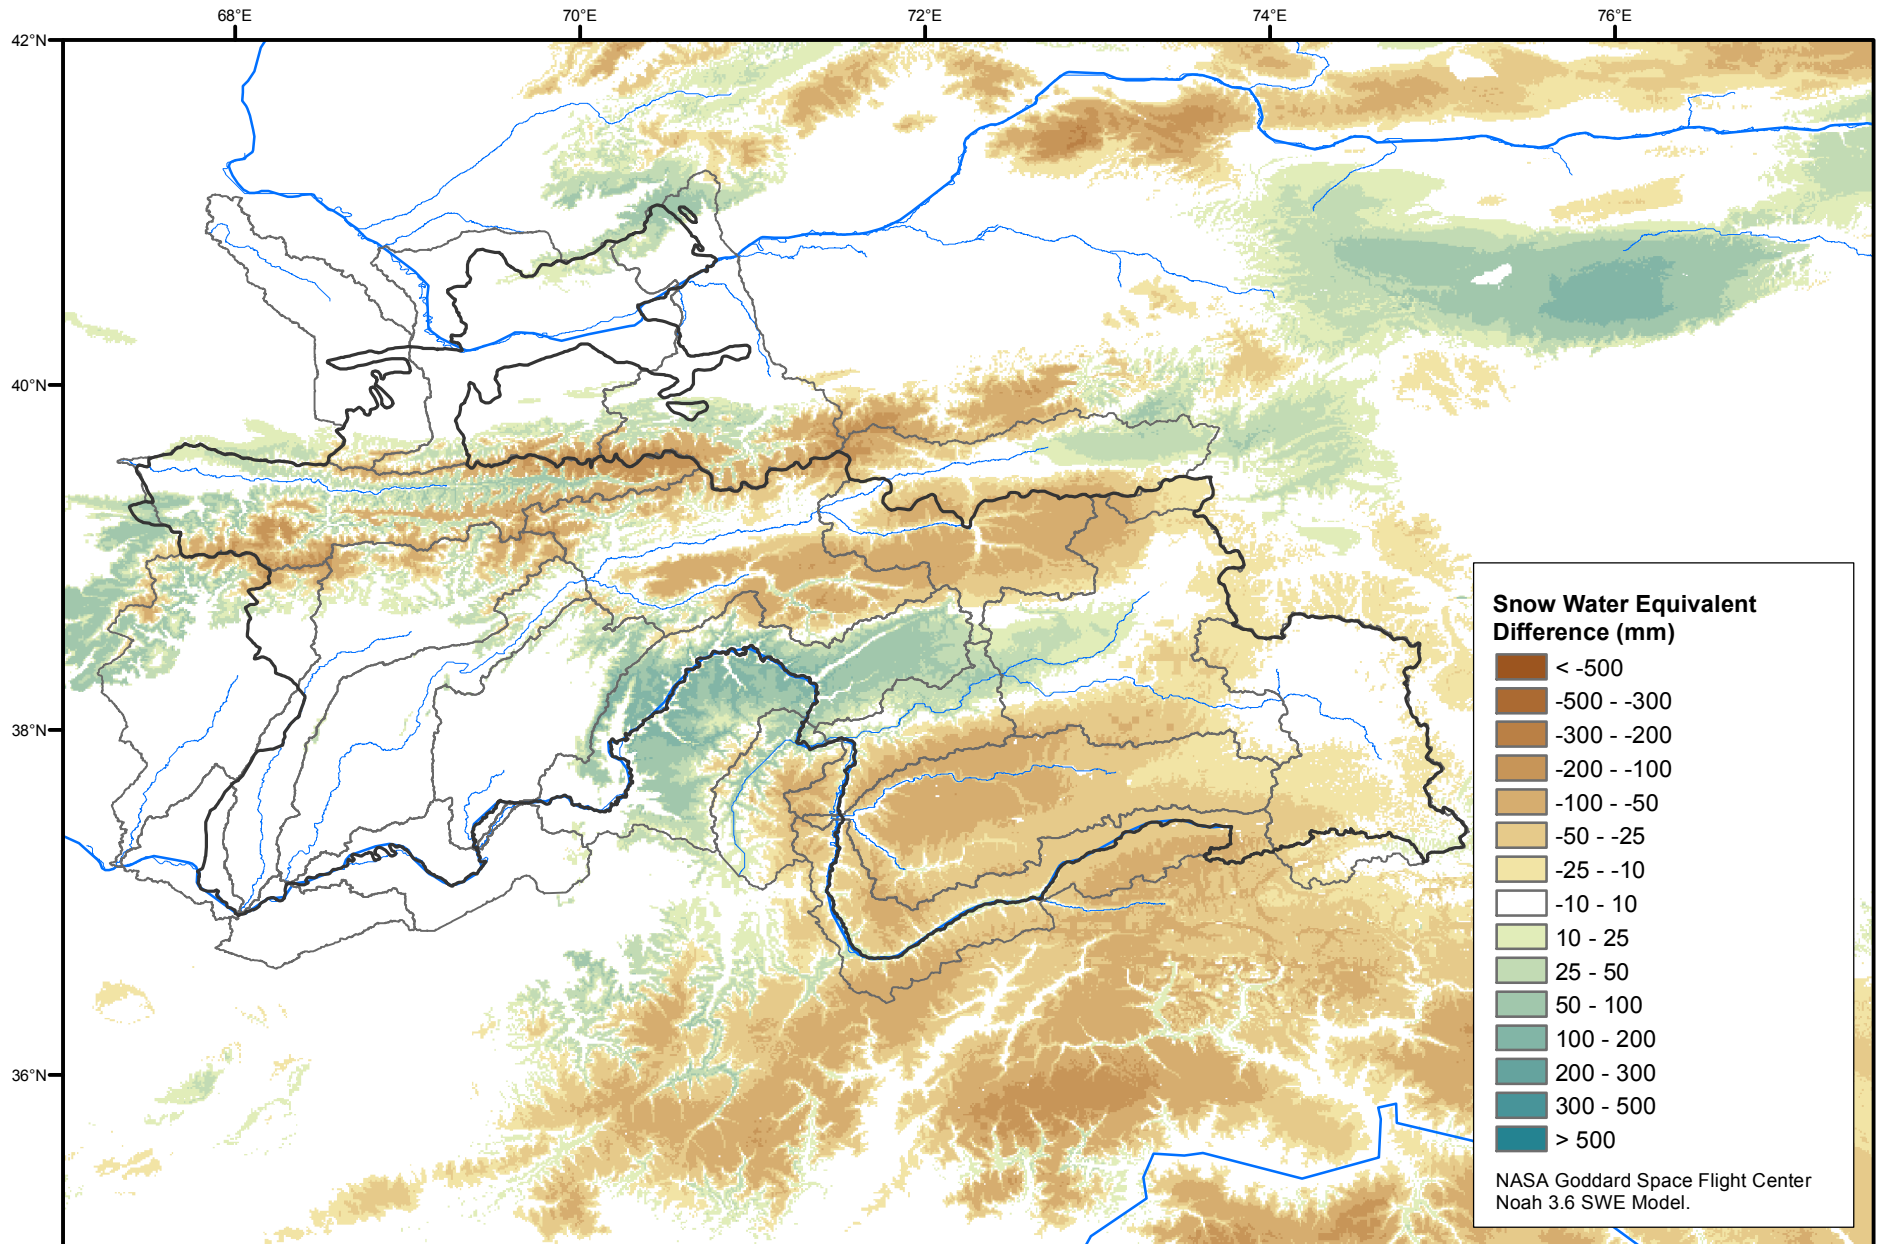 68°E
70°E
72°E
74°E
76°E
42°N
40°N
38°N
36°N
Snow Water Equivalent
Difference (mm)
< -500
-500 - -300
-300 - -200
-200 - -100
-100 - -50
-50 - -25
-25 - -10
-10 - 10
10 - 25
25 - 50
50 - 100
100 - 200
200 - 300
300 - 500
> 500
NASA Goddard Space Flight Center
Noah 3.6 SWE Model.